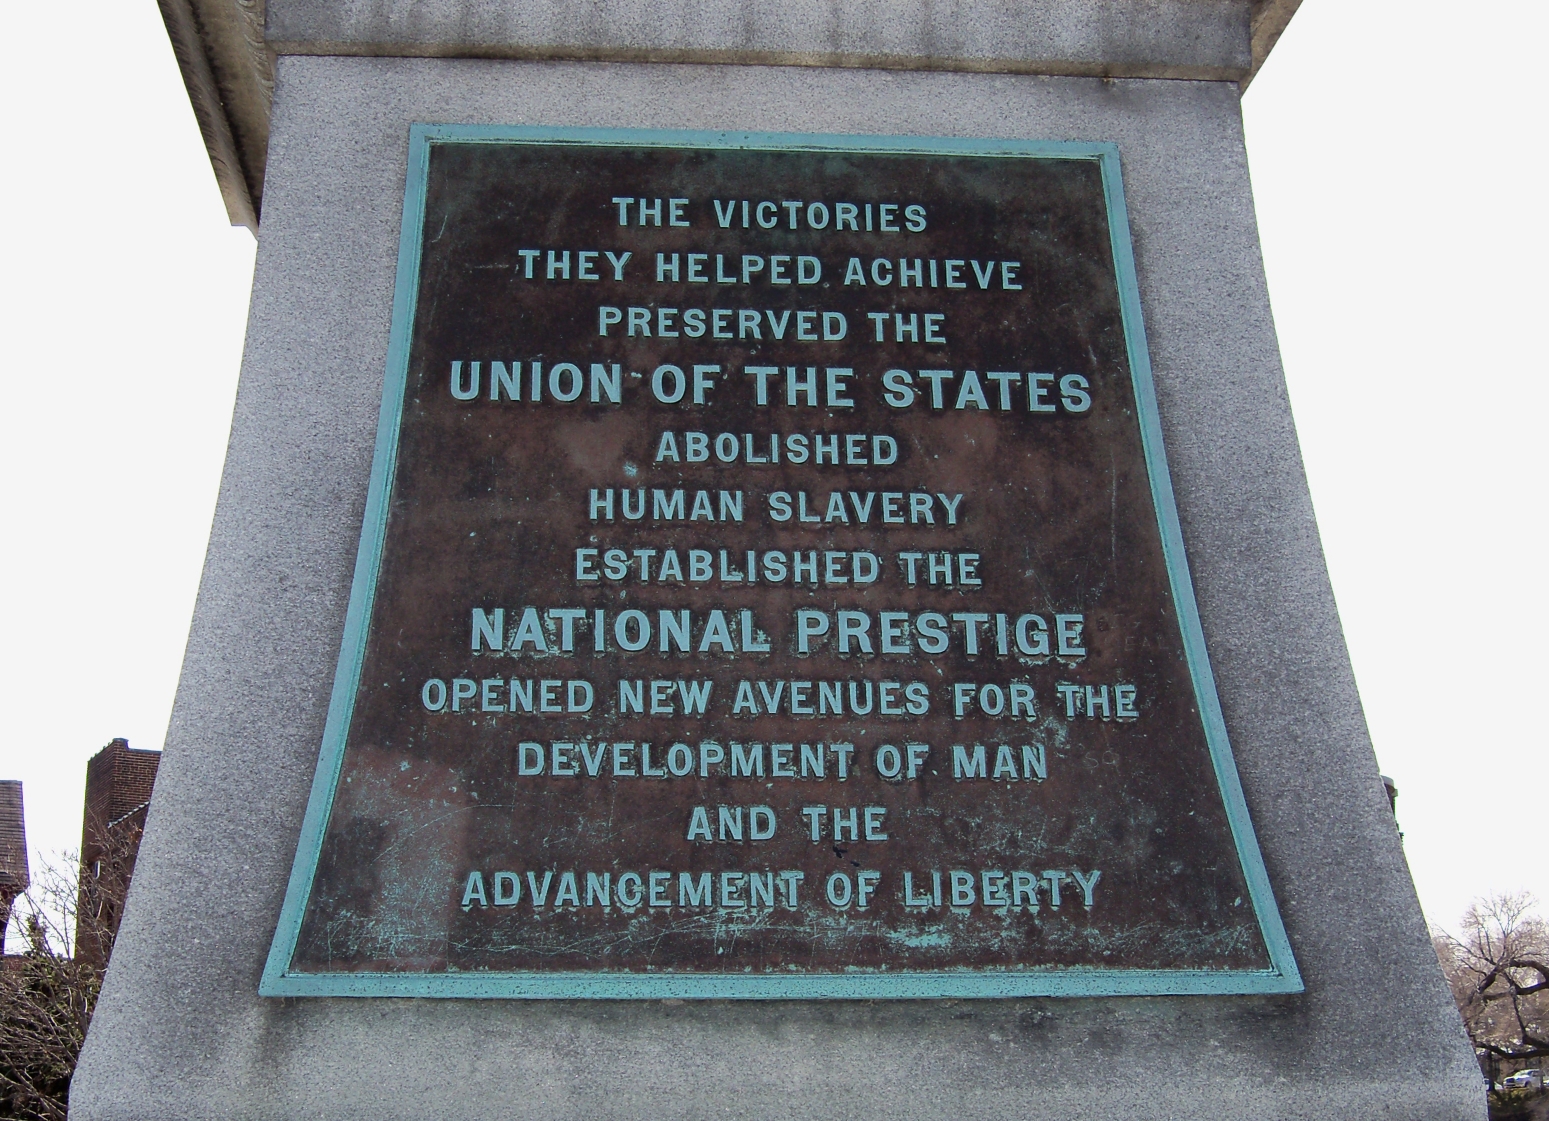 THE VICTORIES
THEY HELPED ACHIEVE
PRESERVED THE
UNION OF THE STATES
ABOLISHED
HUMAN SLAVERY
ESTABLISHED THE
NATIONAL PRESTIGE
OPENED NEW AVENUES FOR THE
DEVELOPMENT OF MAN
AND THE
ADVANCEMENT OF LIBERTY